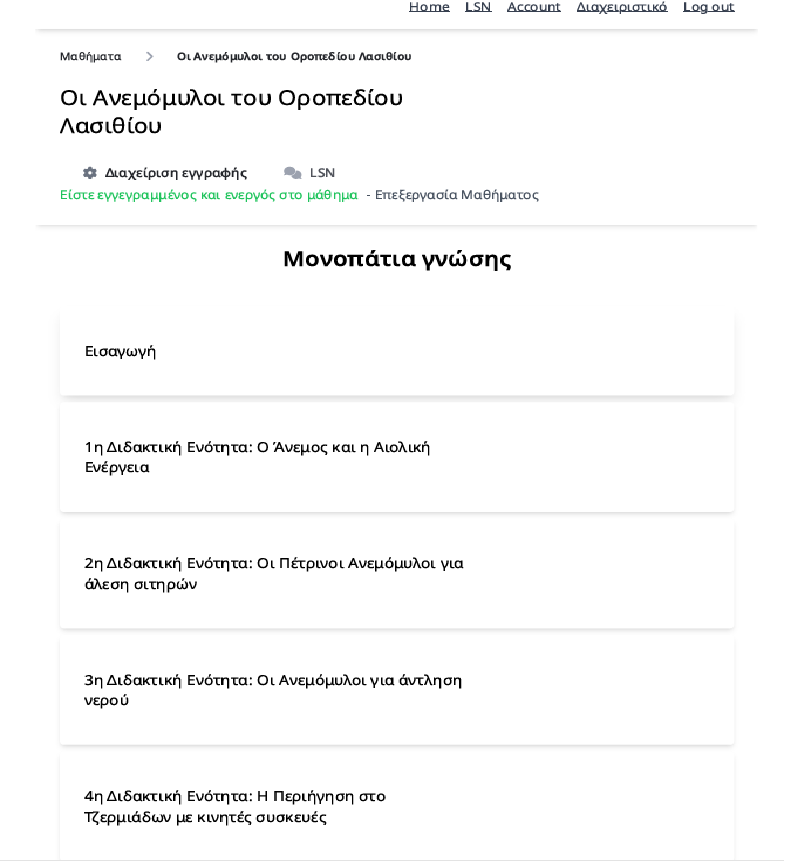 Home LSN Account Διαχειριστικά Log out
Μαθήματα > Οι Ανεμόμυλοι του Οροπεδίου Λασιθίου
Οι Ανεμόμυλοι του Οροπεδίου
Λασιθίου
Διαχείριση εγγραφής LSN
Είστε εγγεγραμμένος και ενεργός στο μάθημα. - Επεξεργασία Μαθήματος
Μονοπάτια γνώσης
Εισαγωγή
1η Διδακτική Ενότητα: Ο Άνεμος και η Αιολική
Ενέργεια
2η Διδακτική Ενότητα: Οι Πέτρινοι Ανεμόμυλοι για
άλεση σιτηρών
3η Διδακτική Ενότητα: Οι Ανεμόμυλοι για άντληση
νερού
4η Διδακτική Ενότητα: Η Περιήγηση στο
Τζερμιάδων με κινητές συσκευές